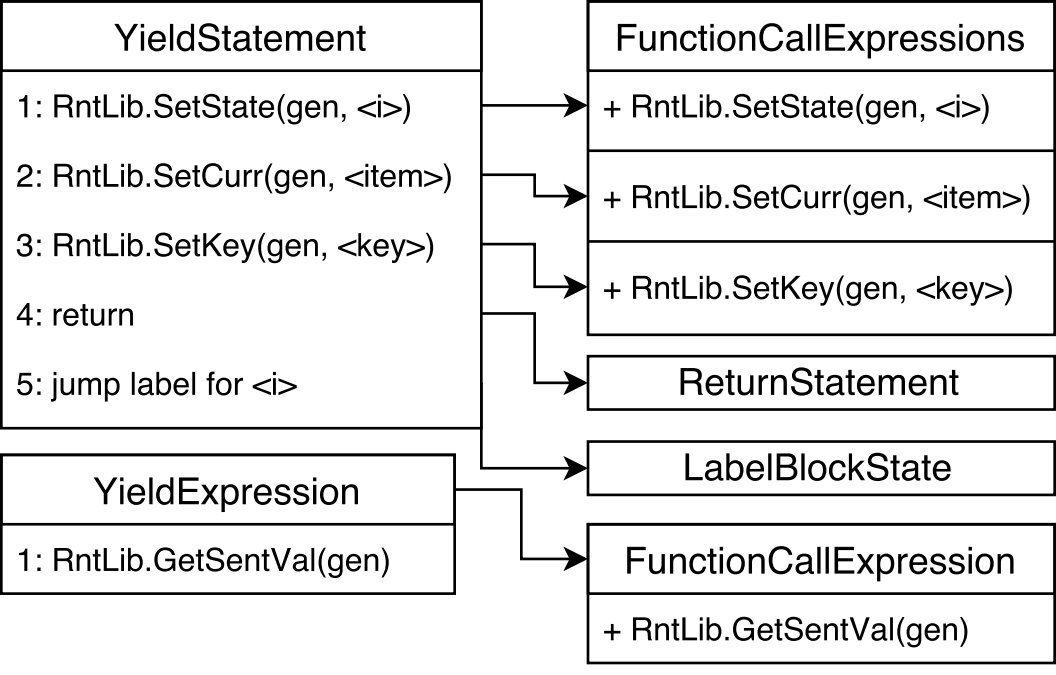 YieldStatement
1: RntLib.SetState(gen, <i>)
2: RntLib.SetCurr(gen, <item>)
3: RntLib.SetKey(gen, <key>)
4: return
5: jump label for <i>
YieldExpression
1: RntLib.GetSentVal(gen)
FunctionCallExpressions
+ RntLib.SetState(gen, <i>)
+ RntLib.SetCurr(gen, <item>)
+ RntLib.SetKey(gen, <key>)
ReturnStatement
LabelBlockState
FunctionCallExpression
+ RntLib.GetSentVal(gen)